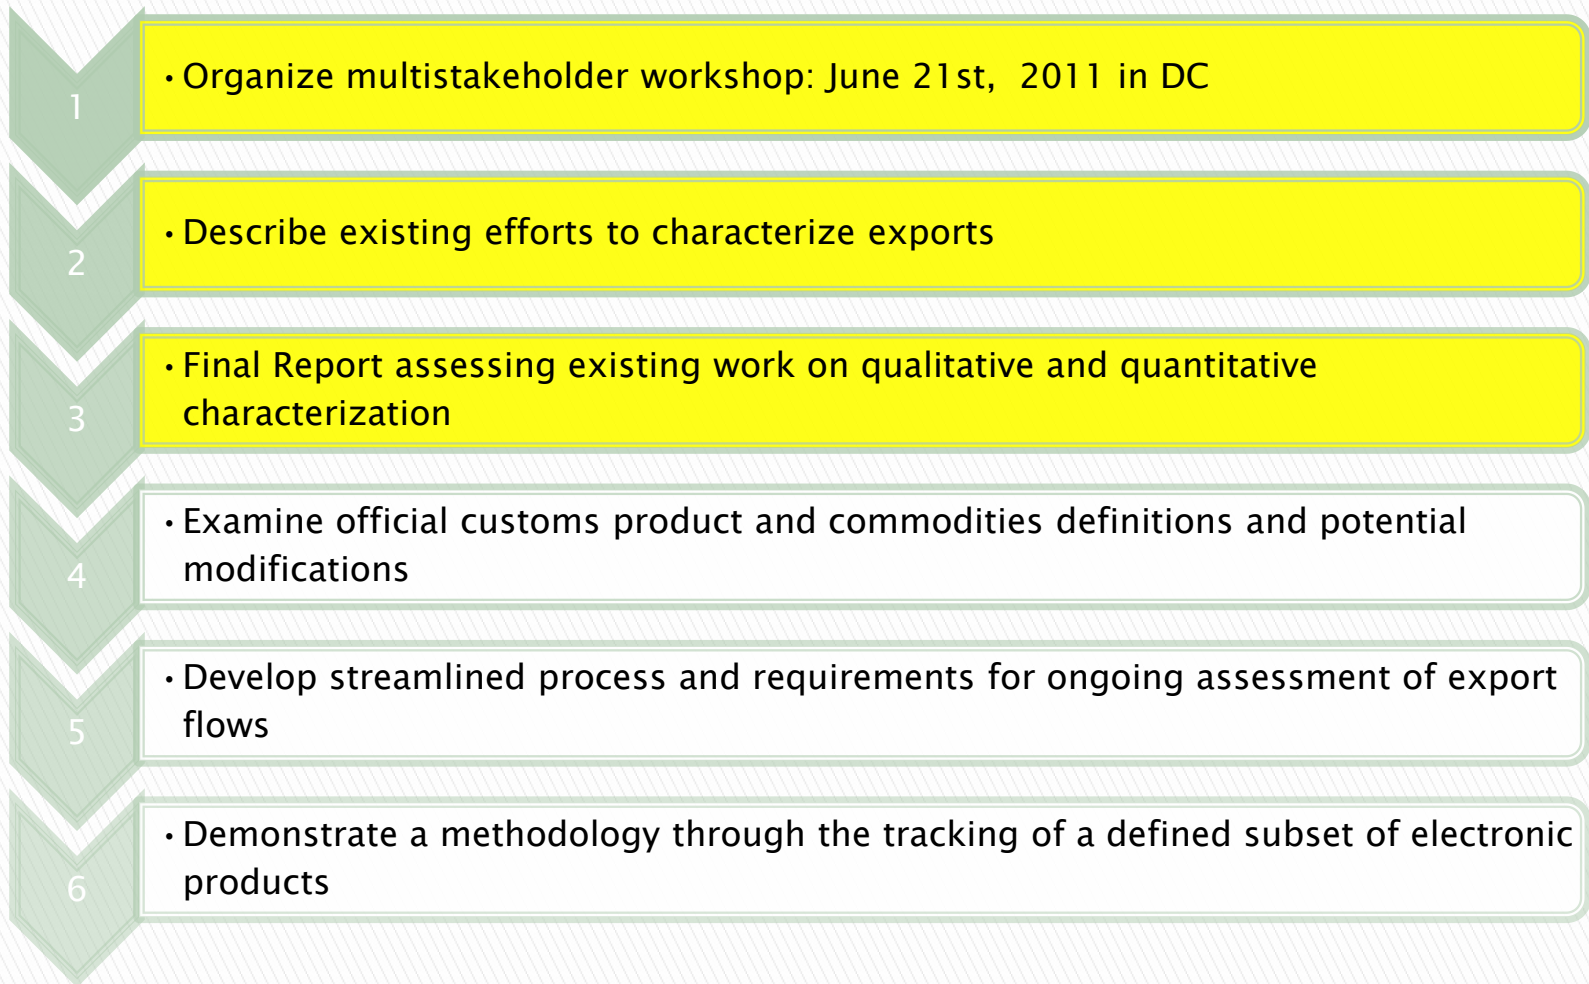 1
• Organize multistakeholder workshop: June 21st,  2011 in DC
2
• Describe existing efforts to characterize exports
3
• Final Report assessing existing work on qualitative and quantitative
characterization
4
• Examine official customs product and commodities definitions and potential
modifications
5
• Develop streamlined process and requirements for ongoing assessment of export
flows
6
• Demonstrate a methodology through the tracking of a defined subset of electronic
products